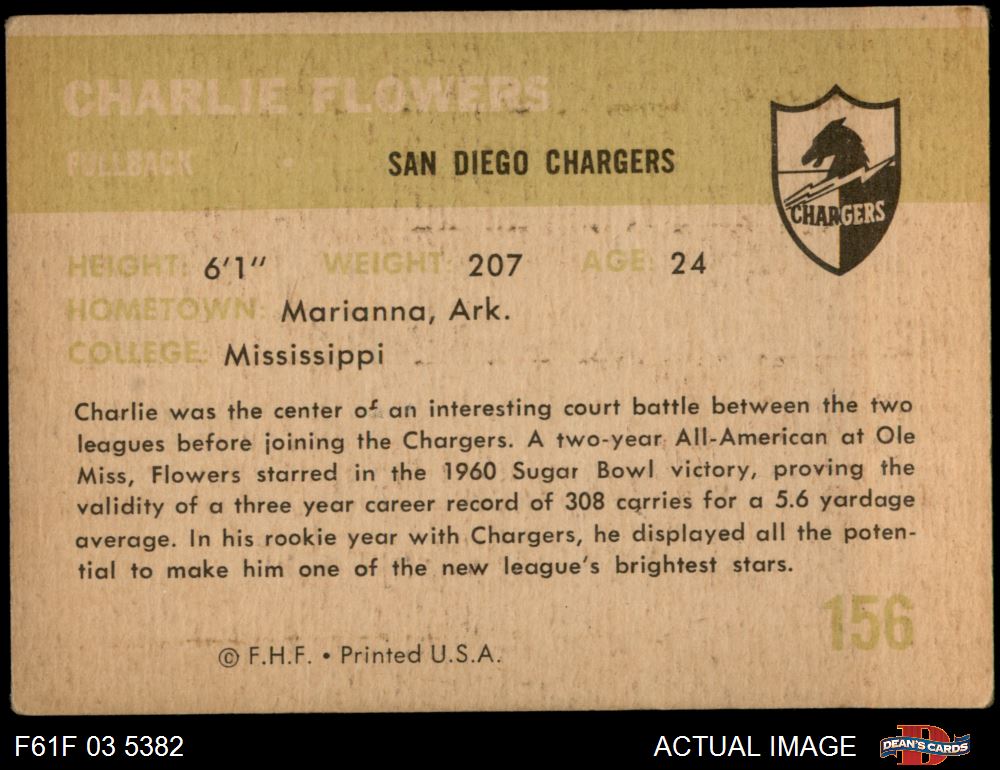 CHARLIE FLOWERS
FULLBACK • SAN DIEGO CHARGERS
CHARGERS
HEIGHT: 6'1" WEIGHT: 207 AGE: 24
HOMETOWN: Marianna, Ark.
COLLEGE: Mississippi
Charlie was the center of an interesting court battle between the two
leagues before joining the Chargers. A two-year All-American at Ole
Miss, Flowers starred in the 1960 Sugar Bowl victory, proving the
validity of a three year career record of 308 carries for a 5.6 yardage
average. In his rookie year with Chargers, he displayed all the poten-
tial to make him one of the new league's brightest stars.
156
© F.H.F. • Printed U.S.A.
F61F 03 5382 ACTUAL IMAGE DEAN'S CARDS